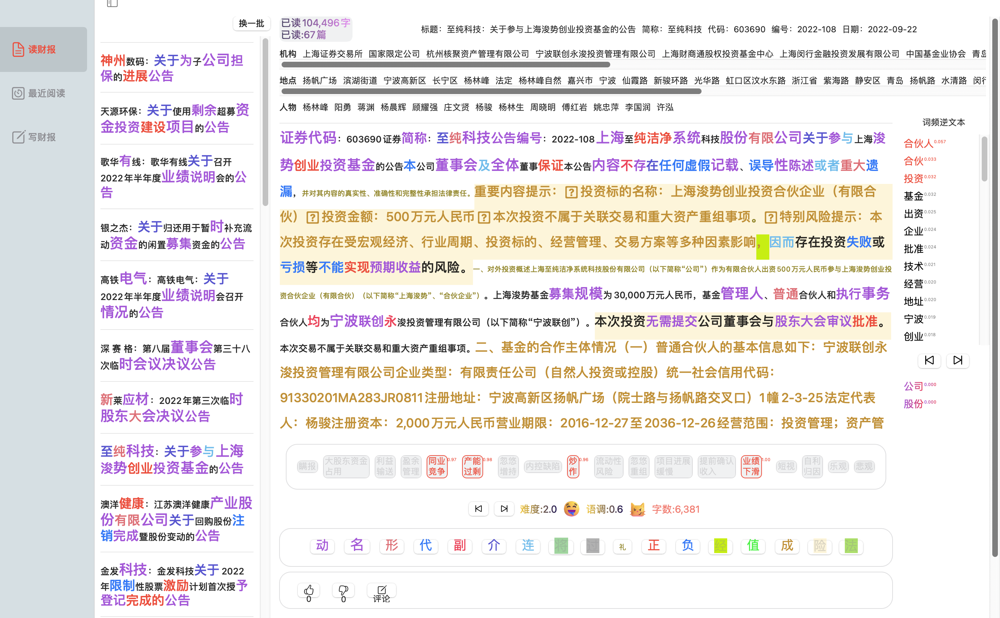 读财报
最近阅读
写财报
换一批
神州数码：关于为子公司担
保的进展公告
天源环保：关于使用剩余超募资
金投资建设项目的公告
歌华有线：歌华有线关于召开
2022年半年度业绩说明会的公
告
银之杰：关于归还用于暂时补充流
动资金的闲置募集资金的公告
高铁电气：高铁电气：关于
2022年半年度业绩说明会召开
情况的公告
深 赛 格：第八届董事会第三十八
次临时会议决议公告
新莱应材：2022年第三次临时
股东大会决议公告
至纯科技：关于参与上海
浚势创业投资基金的公告
澳洋健康：江苏澳洋健康产业股
份有限公司关于回购股份注
销完成暨股份变动的公告
金发科技：金发科技关于 2022
年限制性股票激励计划首次授予
登记完成的公告
已读104,496字
已读:67篇
标题：至纯科技：关于参与上海浚势创业投资基金的公告 简称：至纯科技 代码：603690 编号：2022-108 日期：2022-09-22
机构 上海证券交易所 国家限定公司 杭州核聚资产管理有限公司 宁波联创永浚投资管理有限公司 上海财商通股权投资基金中心 上海闵行金融投资发展有限公司 中国基金业协会 青岛
地点 扬帆广场 滨湖街道 宁波高新区 长宁区 杨林峰 法定 杨林峰自然 嘉兴市 宁波 仙霞路 新骏环路 光华路 虹口区汶水东路 浙江省 紫海路 静安区 青岛 扬帆路 水清路 闵行
人物 杨林峰 阳勇 蒋渊 杨晨辉 顾耀强 庄文贤 杨骏 杨林生 周晓明 傅红岩 姚忠萍 李国润 许泓
证券代码：603690证券简称：至纯科技公告编号：2022-108上海至纯洁净系统科技股份有限公司关于参与上海浚
势创业投资基金的公告本公司董事会及全体董事保证本公告内容不存在任何虚假记载、误导性陈述或者重大遗
漏，并对其内容的真实性、准确性和完整性承担法律责任。重要内容提示：?投资标的名称：上海浚势创业投资合伙企业（有限合
伙）?投资金额：500万元人民币?本次投资不属于关联交易和重大资产重组事项。?特别风险提示：本
次投资存在受宏观经济、行业周期、投资标的、经营管理、交易方案等多种因素影响，因而存在投资失败或
亏损等不能实现预期收益的风险。一、对外投资概述上海至纯洁净系统科技股份有限公司（以下简称“公司”）作为有限合伙人出资500万元人民币参与上海浚势创业投
资合伙企业（有限合伙）（以下简称“上海浚势”、“合伙企业”）。上海浚势基金募集规模为30,000万元人民币，基金管理人、普通合伙人和执行事务
合伙人均为宁波联创永浚投资管理有限公司（以下简称“宁波联创”）。本次投资无需提交公司董事会与股东大会审议批准。
本次交易不属于关联交易和重大资产重组事项。二、基金的合作主体情况（一）普通合伙人的基本信息如下：宁波联创永
浚投资管理有限公司企业类型：有限责任公司（自然人投资或控股）统一社会信用代码：
91330201MA283JR0811注册地址：宁波高新区扬帆广场（院士路与扬帆路交叉口）1幢2-3-25法定代表
人：杨骏注册资本：2,000万元人民币营业期限：2016-12-27至2036-12-26经营范围：投资管理；资产管
词频逆文本
合伙人0.057
合伙0.033
投资0.032
基金0.032
出资0.025
企业0.024
批准0.024
技术0.021
经营0.020
地址0.020
宁波0.019
创业0.018
公司0.000
股份0.000
瞒报 大股东资金占用 利益输送 盈余管理 同业竞争0.97 产能过剩0.98 忽悠增持 内控缺陷 炒作0.96 流动性风险 忽悠重组 项目进展缓慢 提前确认收入 业绩下滑1.00 短视 自利归因 乐观 悲观
难度:2.0 语调:0.6 字数:6,381
动 名 形 代 副 介 连 将 过 礼 正 负 经 值 成 险 法
0 0 评论